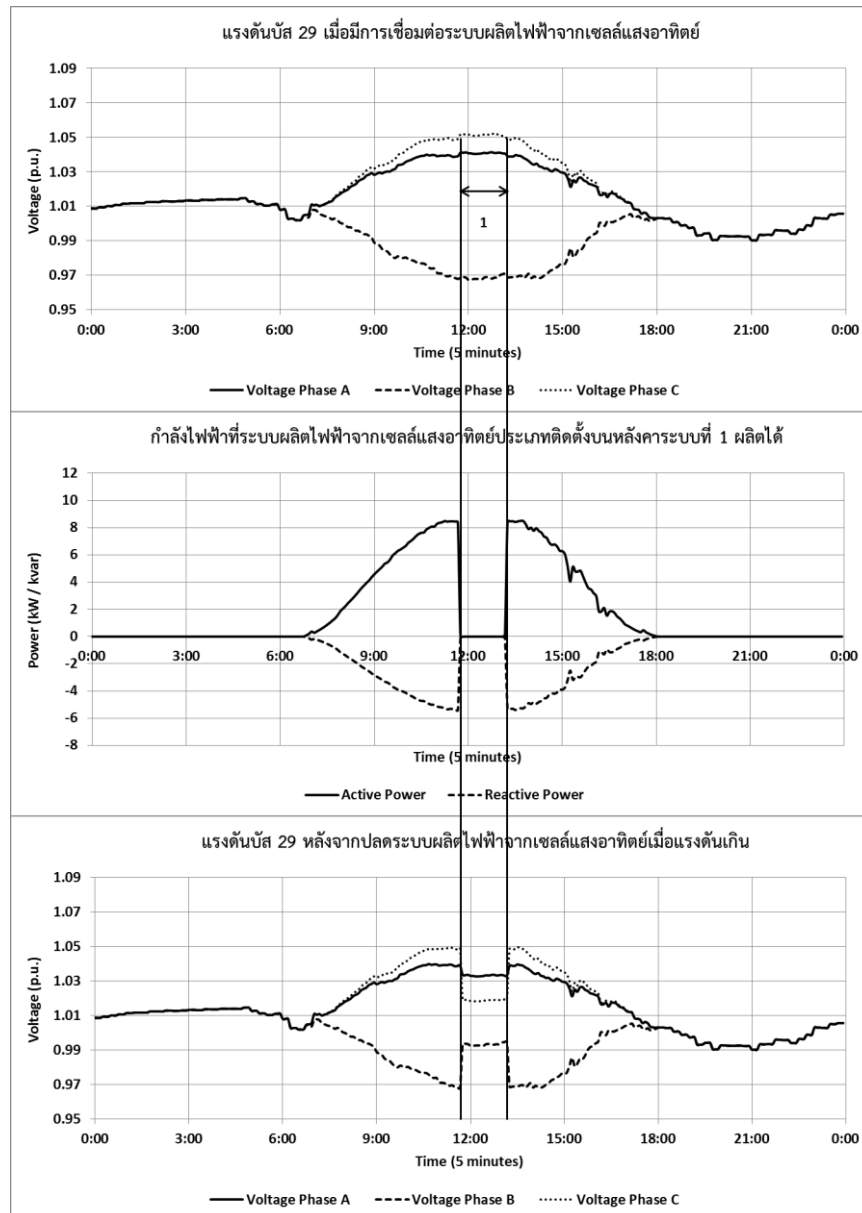 แรงดันบัส 29 เมื่อมีการเชื่อมต่อระบบผลิตไฟฟ้าจากเซลล์แสงอาทิตย์
1.09
1.07
1.05
1.03
1.01
0.99
0.97
0.95
Voltage (p.u.)
1
0:00 3:00 6:00 9:00 12:00 15:00 18:00 21:00 0:00
Time (5 minutes)
Voltage Phase A Voltage Phase B Voltage Phase C
กำลังไฟฟ้าที่ระบบผลิตไฟฟ้าจากเซลล์แสงอาทิตย์ประเภทติดตั้งบนหลังคาระบบที่ 1 ผลิตได้
12
10
8
6
4
2
0
-2
-4
-6
-8
Power (kW / kvar)
0:00 3:00 6:00 9:00 12:00 15:00 18:00 21:00 0:00
Time (5 minutes)
Active Power Reactive Power
แรงดันบัส 29 หลังจากปลดระบบผลิตไฟฟ้าจากเซลล์แสงอาทิตย์เมื่อแรงดันเกิน
1.09
1.07
1.05
1.03
1.01
0.99
0.97
0.95
Voltage (p.u.)
0:00 3:00 6:00 9:00 12:00 15:00 18:00 21:00 0:00
Time (5 minutes)
Voltage Phase A Voltage Phase B Voltage Phase C